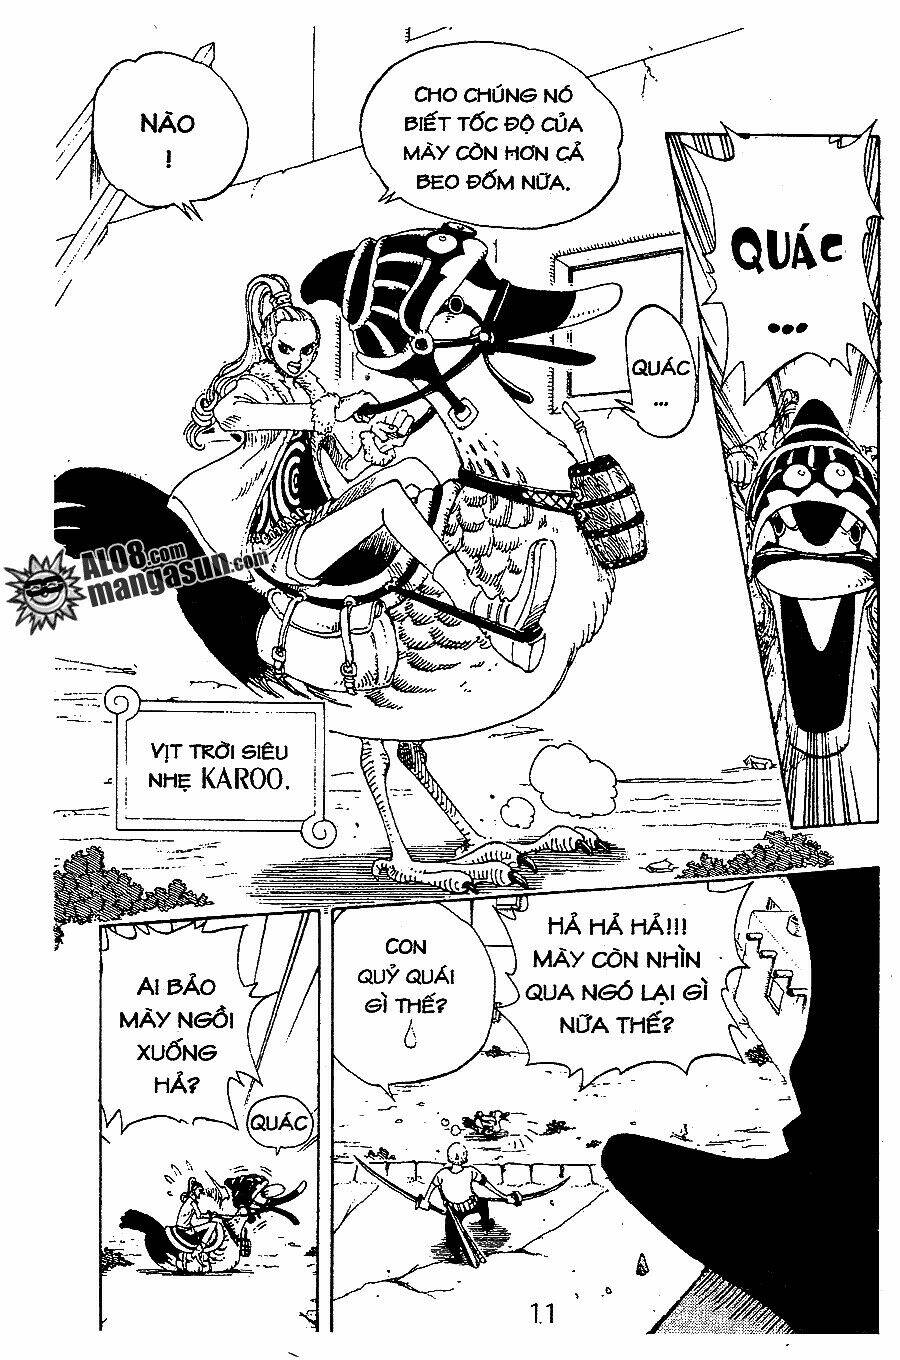 NÀO
!
CHO CHÚNG NÓ
BIẾT TỐC ĐỘ CỦA
MÀY CÒN HƠN CẢ
BEO ĐỐM NỮA.
QUÁC
...
QUÁC
...
AL08.com
mangasun.com
VỊT TRỜI SIÊU
NHẸ KAROO.
AI BẢO
MÀY NGỒI
XUỐNG
HẢ?
QUÁC
CON
QUỶ QUÁI
GÌ THẾ?
HẢ HẢ HẢ!!!
MÀY CÒN NHÌN
QUA NGÓ LẠI GÌ
NỮA THẾ?
11